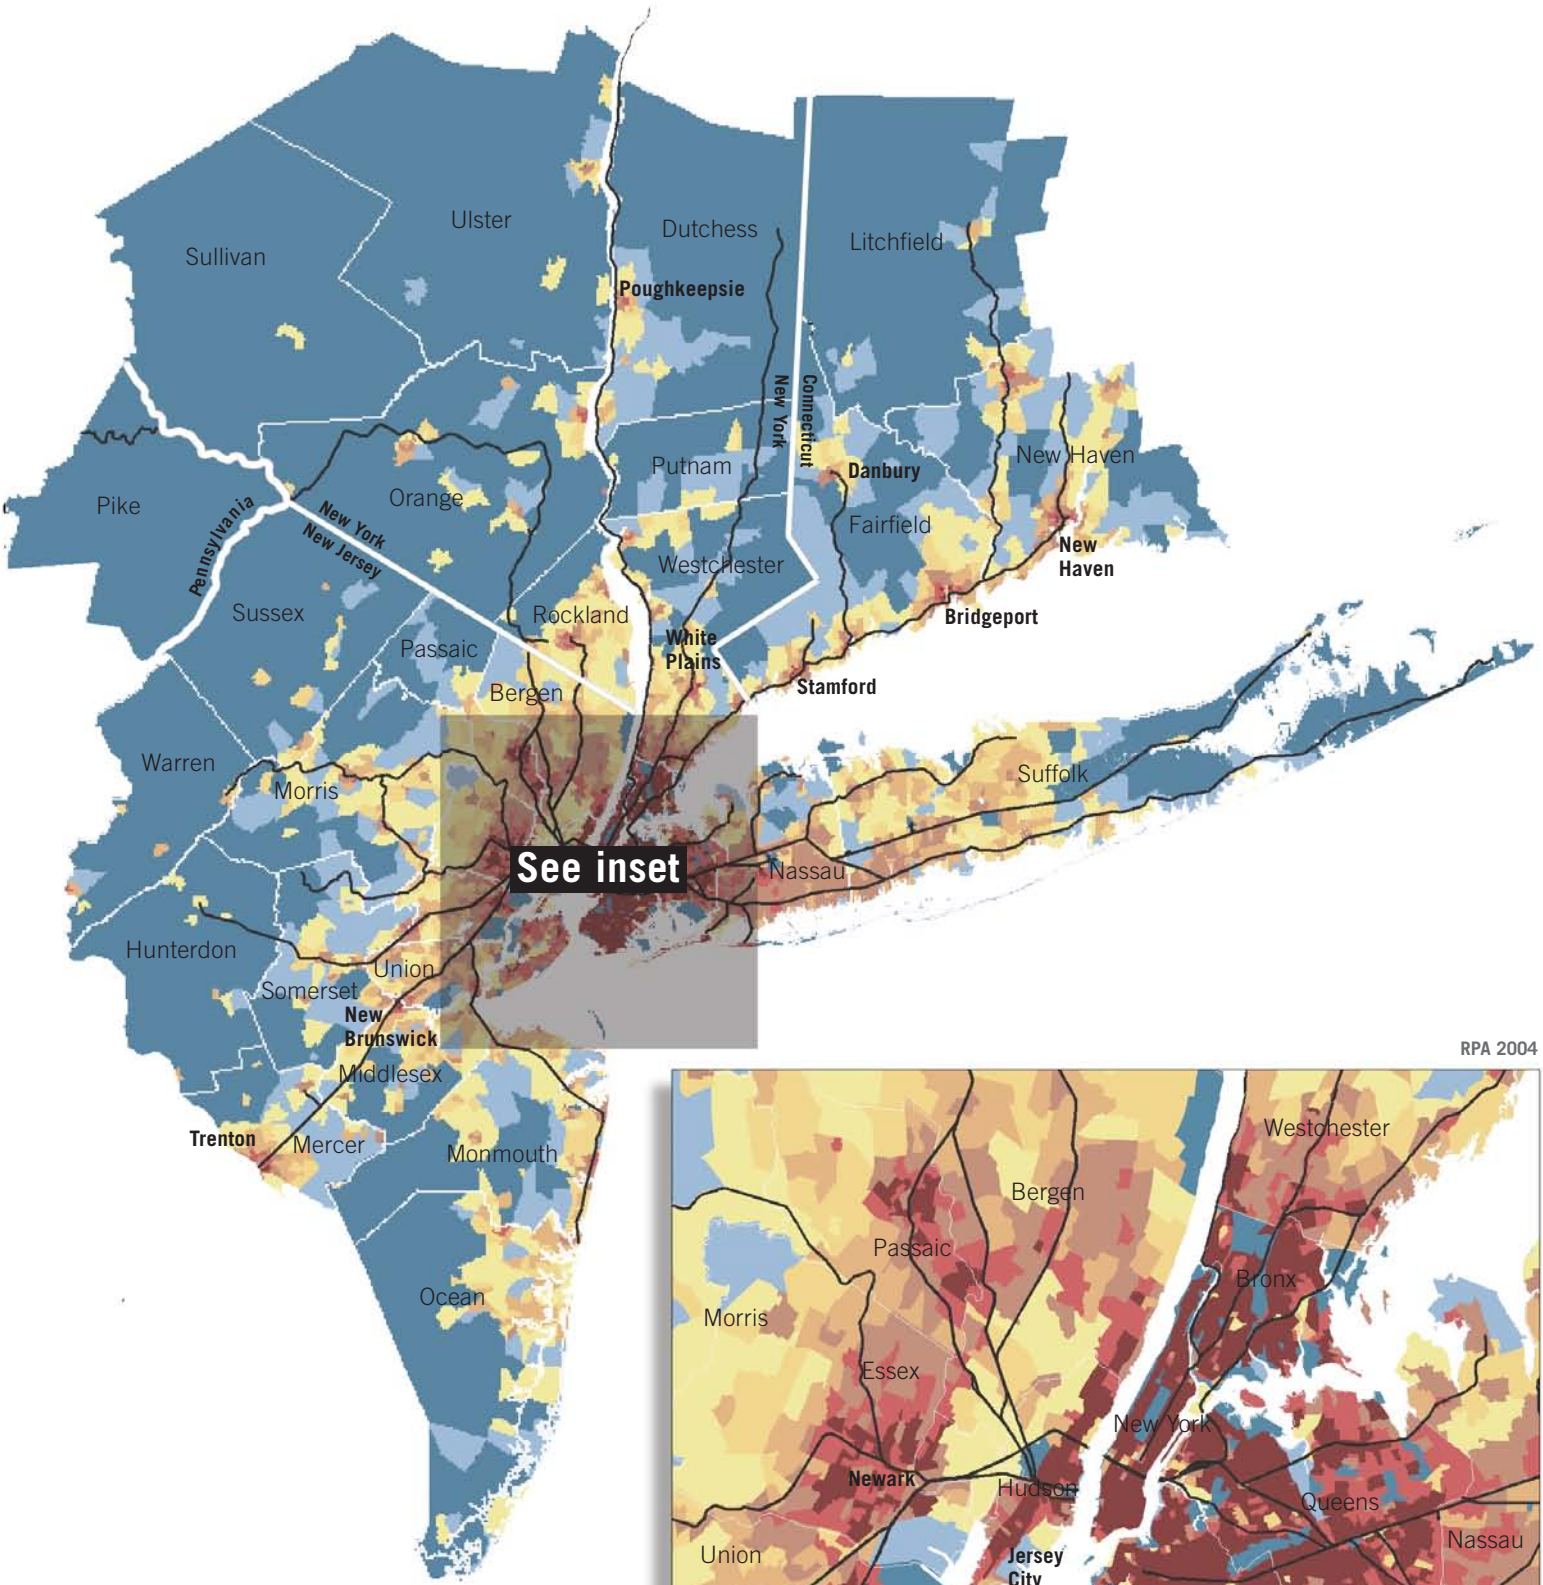 Ulster
Dutchess
Litchfield
Sullivan
Poughkeepsie
New York
Connecticut
Putnam
New Haven
Danbury
Orange
Pike
Fairfield
Pennsylvania
New York
New Jersey
New
Haven
Westchester
Sussex
Rockland
Bridgeport
Passaic
White
Plains
Stamford
Bergen
Warren
Suffolk
Morris
See inset
Nassau
Hunterdon
Union
Somerset
New
Brunswick
Middlesex
Trenton
Mercer
Monmouth
Ocean
RPA 2004
Westchester
Bergen
Passaic
Bronx
Morris
Essex
New York
Newark
Hudson
Queens
Nassau
Union
Jersey
City